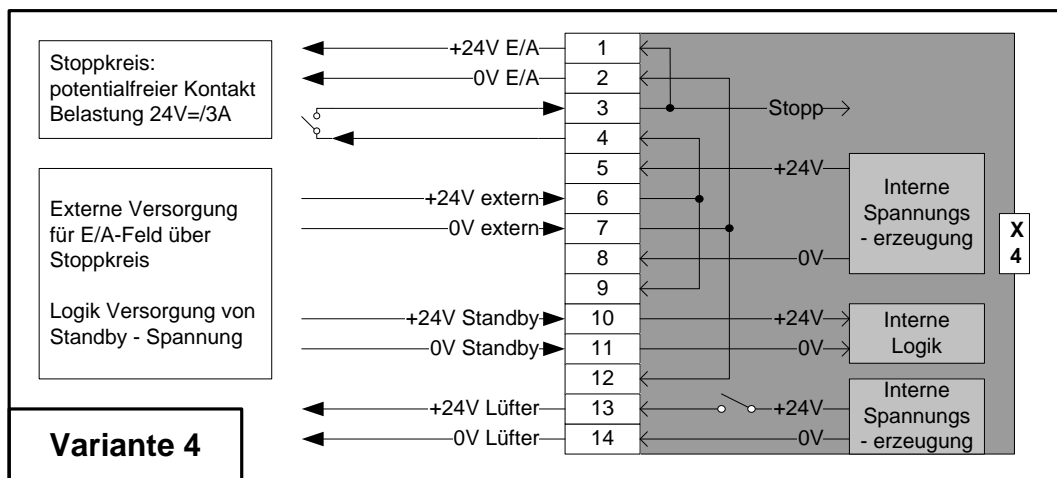 Stoppkreis:
potentialfreier Kontakt
Belastung 24V=/3A
Externe Versorgung
für E/A-Feld über
Stoppkreis
Logik Versorgung von
Standby - Spannung
Variante 4
+24V E/A
0V E/A
+24V extern
0V extern
+24V Standby
0V Standby
+24V Lüfter
0V Lüfter
1
2
3
4
5
6
7
8
9
10
11
12
13
14
Stopp
+24V
0V
Interne
Spannungs
- erzeugung
+24V
0V
Interne
Logik
+24V
0V
Interne
Spannungs
- erzeugung
X
4